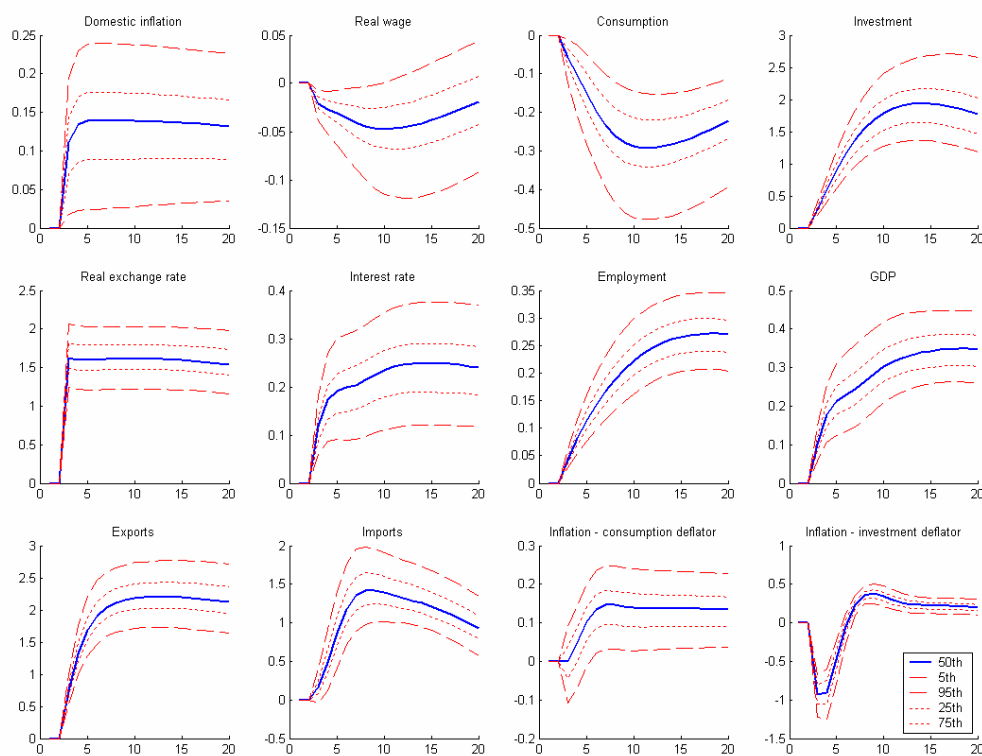 Domestic inflation
0.25
0.2
0.15
0.1
0.05
0
0 5 10 15 20
Real wage
0.05
0
-0.05
-0.1
-0.15
0 5 10 15 20
Consumption
0
-0.1
-0.2
-0.3
-0.4
-0.5
0 5 10 15 20
Investment
3
2.5
2
1.5
1
0.5
0
0 5 10 15 20
Real exchange rate
2.5
2
1.5
1
0.5
0
0 5 10 15 20
Interest rate
0.4
0.3
0.2
0.1
0
0 5 10 15 20
Employment
0.35
0.3
0.25
0.2
0.15
0.1
0.05
0
0 5 10 15 20
GDP
0.5
0.4
0.3
0.2
0.1
0
0 5 10 15 20
Exports
3
2.5
2
1.5
1
0.5
0
0 5 10 15 20
Imports
2
1.5
1
0.5
0
-0.5
0 5 10 15 20
Inflation - consumption deflator
0.3
0.2
0.1
0
-0.1
-0.2
0 5 10 15 20
Inflation - investment deflator
1
0.5
0
-0.5
-1
-1.5
0 5 10 15 20
50th
5th
95th
25th
75th